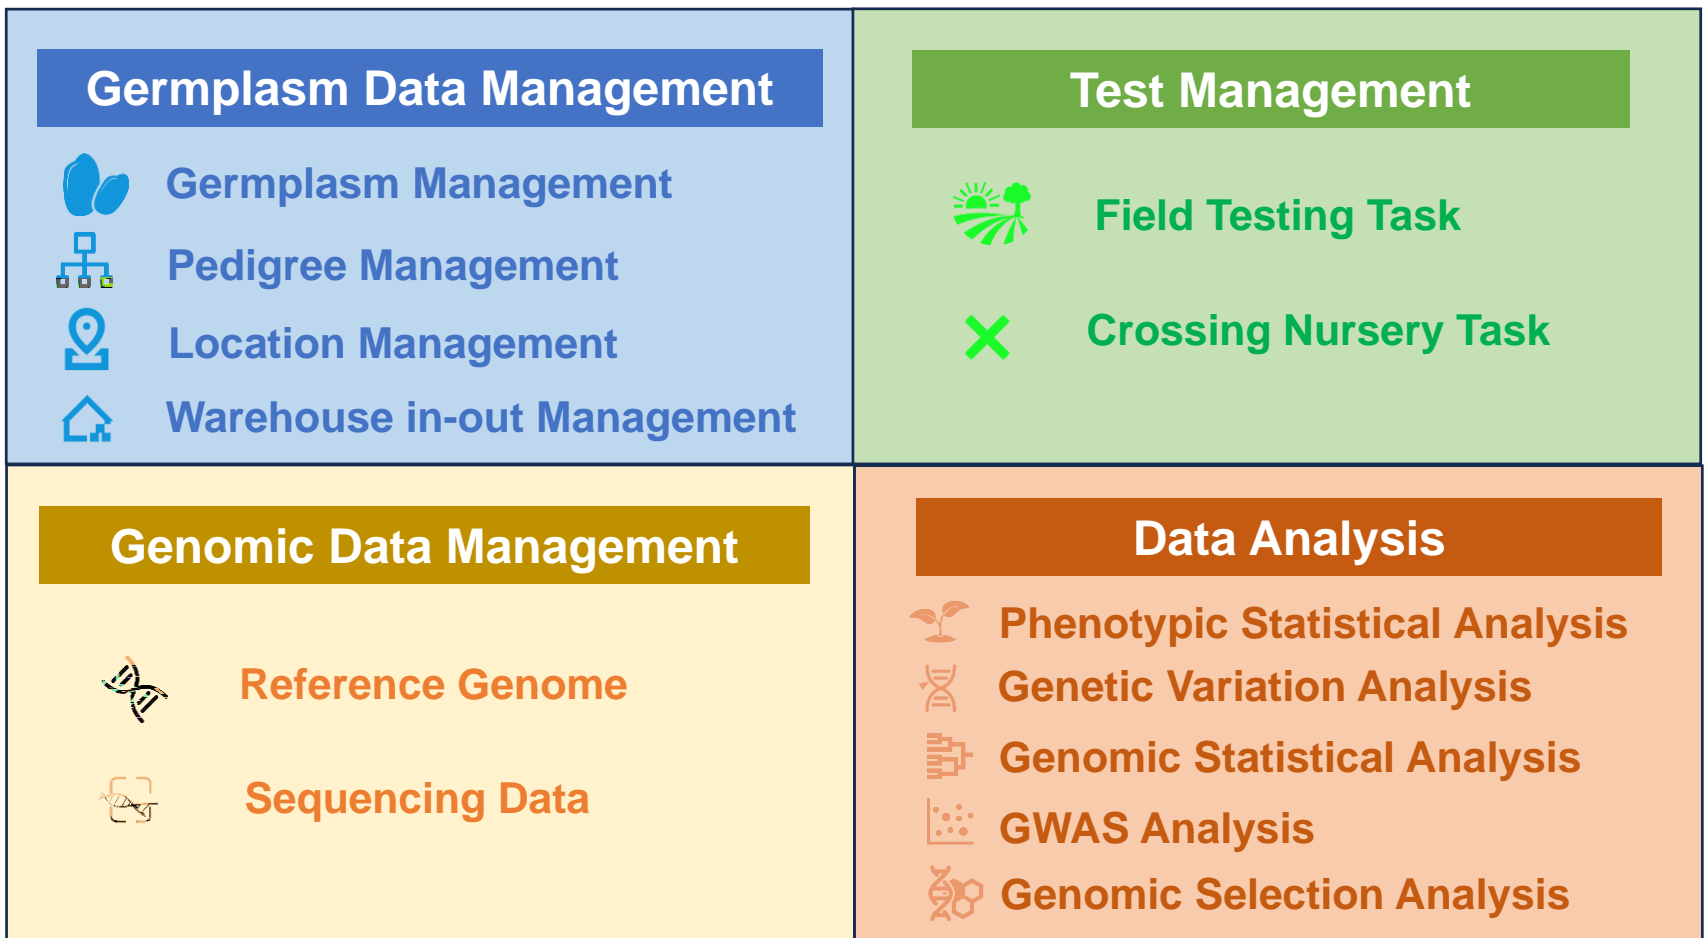 Germplasm Data Management
Germplasm Management
Pedigree Management
Location Management
Warehouse in-out Management
Test Management
Field Testing Task
Crossing Nursery Task
Genomic Data Management
Reference Genome
Sequencing Data
Data Analysis
Phenotypic Statistical Analysis
Genetic Variation Analysis
Genomic Statistical Analysis
GWAS Analysis
Genomic Selection Analysis